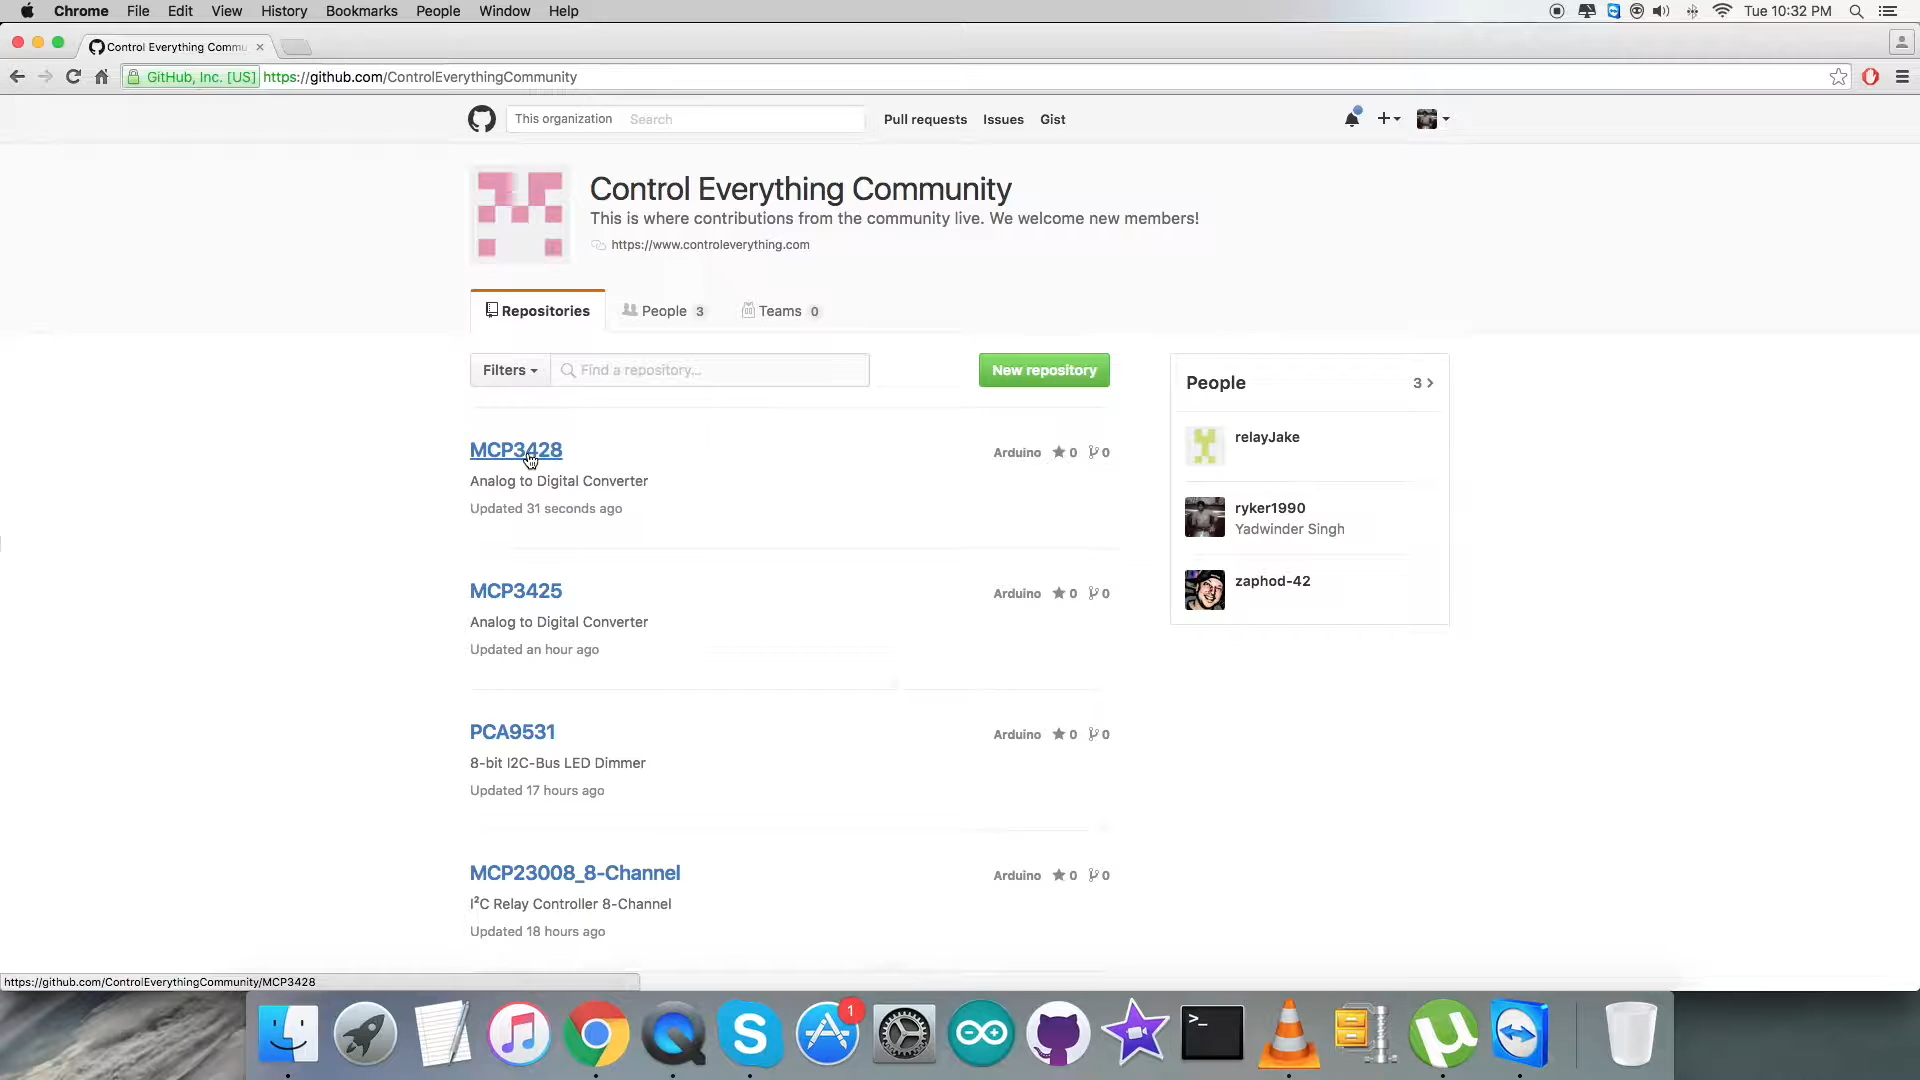 Chrome File Edit View History Bookmarks People Window Help
Tue 10:32 PM
Control Everything Commu
GitHub, Inc. [US] https://github.com/ControlEverythingCommunity
This organization Search Pull requests Issues Gist
Control Everything Community
This is where contributions from the community live. We welcome new members!
https://www.controleverything.com
Repositories People 3 Teams 0
Filters Find a repository... New repository
MCP3428 Arduino 0 0
Analog to Digital Converter
Updated 31 seconds ago
MCP3425 Arduino 0 0
Analog to Digital Converter
Updated an hour ago
PCA9531 Arduino 0 0
8-bit I2C-Bus LED Dimmer
Updated 17 hours ago
MCP23008_8-Channel Arduino 0 0
I²C Relay Controller 8-Channel
Updated 18 hours ago
People 3
relayJake
ryker1990
Yadwinder Singh
zaphod-42
https://github.com/ControlEverythingCommunity/MCP3428
1